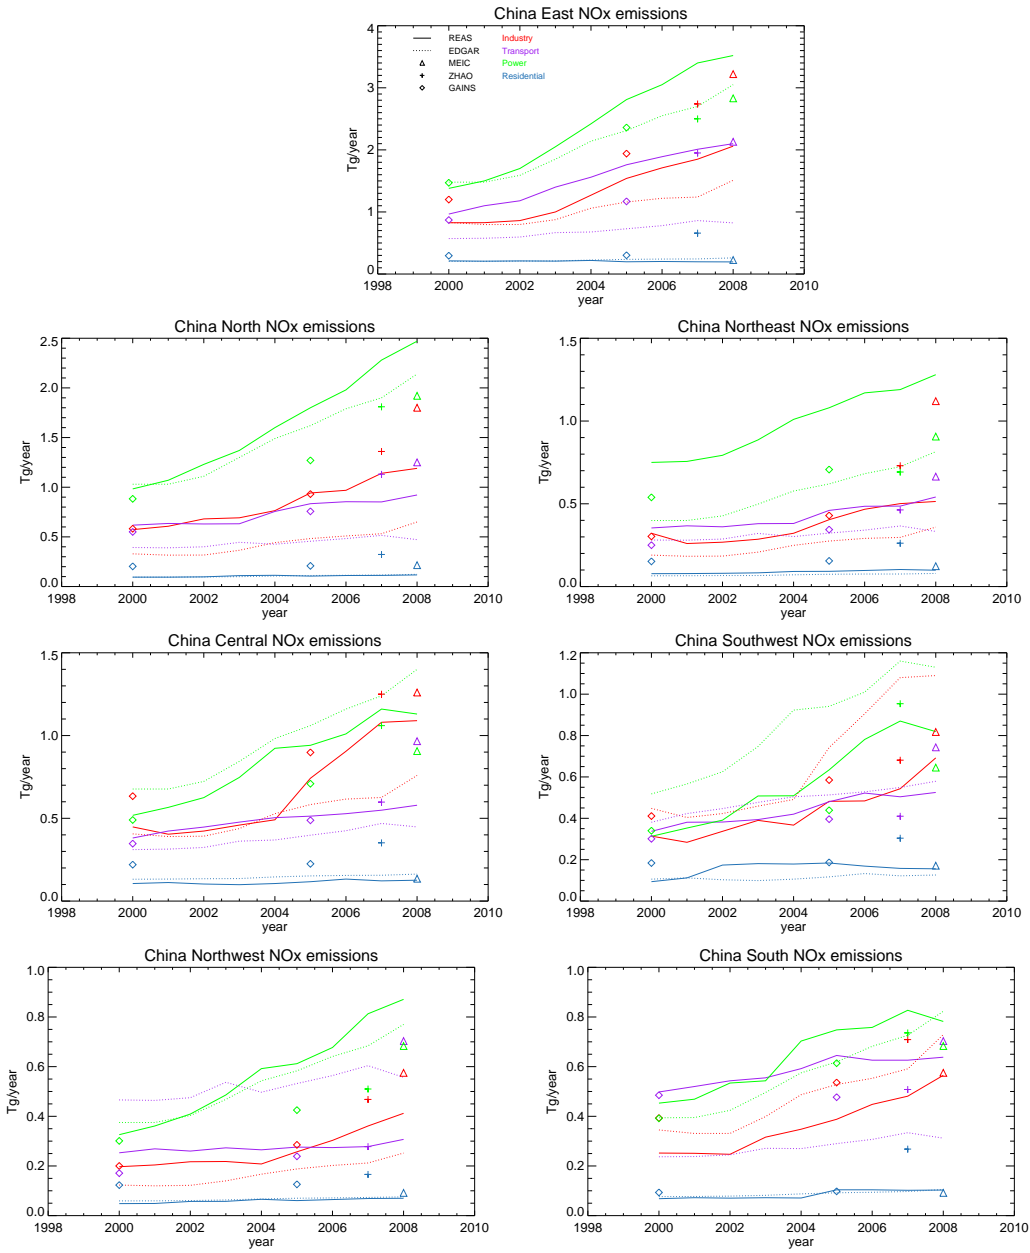 China East NOx emissions
4
3
2
1
0
Tg/year
REAS Industry
EDGAR Transport
MEIC Power
ZHAO Residential
GAINS
1998 2000 2002 2004 2006 2008 2010
year
China North NOx emissions
2.5
2.0
1.5
1.0
0.5
0.0
Tg/year
1998 2000 2002 2004 2006 2008 2010
year
China Northeast NOx emissions
1.5
1.0
0.5
0.0
Tg/year
1998 2000 2002 2004 2006 2008 2010
year
China Central NOx emissions
1.5
1.0
0.5
0.0
Tg/year
1998 2000 2002 2004 2006 2008 2010
year
China Southwest NOx emissions
1.2
1.0
0.8
0.6
0.4
0.2
0.0
Tg/year
1998 2000 2002 2004 2006 2008 2010
year
China Northwest NOx emissions
1.0
0.8
0.6
0.4
0.2
0.0
Tg/year
1998 2000 2002 2004 2006 2008 2010
year
China South NOx emissions
1.0
0.8
0.6
0.4
0.2
0.0
Tg/year
1998 2000 2002 2004 2006 2008 2010
year